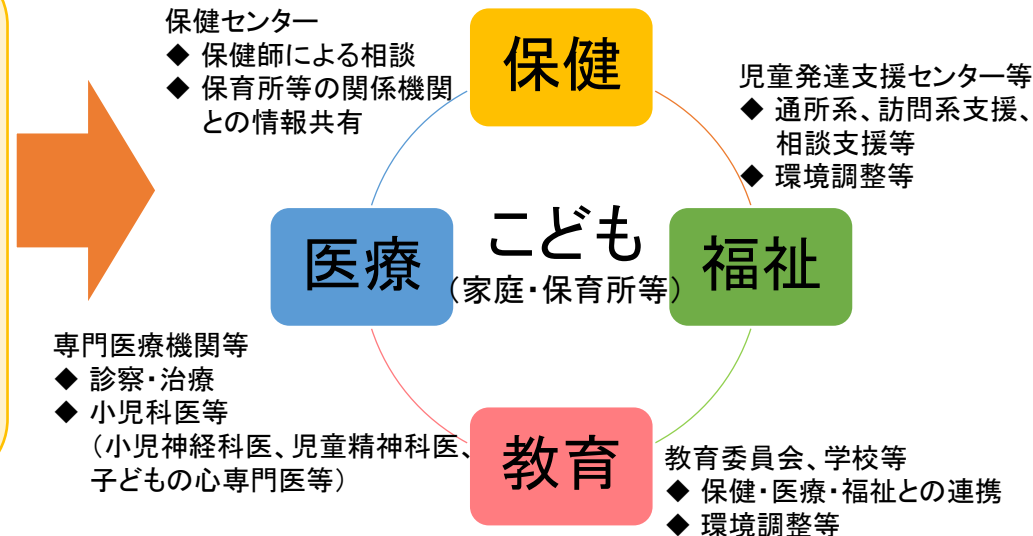 保健センター
◆ 保健師による相談
◆ 保育所等の関係機関
との情報共有
保健
児童発達支援センター等
◆ 通所系、訪問系支援、
相談支援等
◆ 環境調整等
医療
こども
（家庭・保育所等）
福祉
専門医療機関等
◆ 診察・治療
◆ 小児科医等
（小児神経科医、児童精神科医、
子どもの心専門医等）
教育
教育委員会、学校等
◆ 保健・医療・福祉との連携
◆ 環境調整等